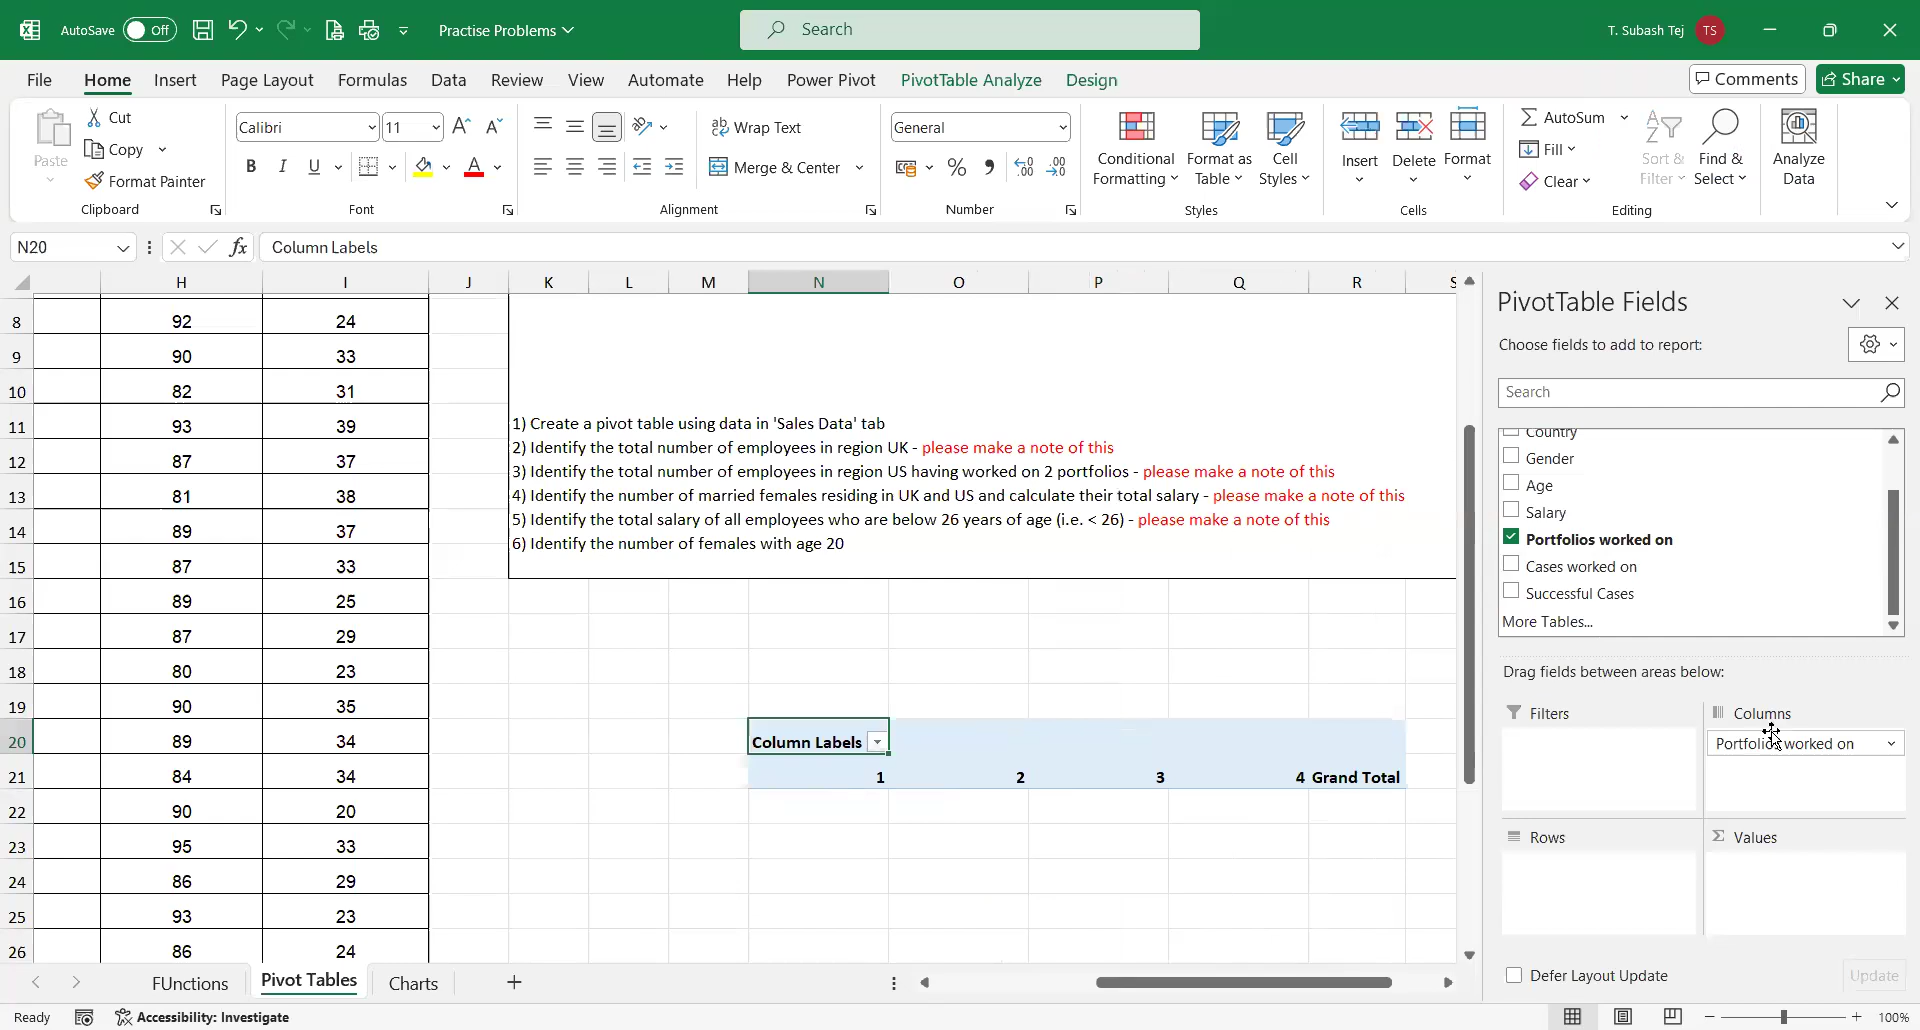 AutoSave Off Practise Problems Search T. Subash Tej TS
File Home Insert Page Layout Formulas Data Review View Automate Help Power Pivot PivotTable Analyze Design Comments Share
Paste Cut Copy Format Painter Clipboard
Calibri 11 B I U A Font
Wrap Text Merge & Center Alignment
General % Number
Conditional Formatting Format as Table Cell Styles Styles
Insert Delete Format Cells
AutoSum Fill Clear Sort & Filter Find & Select Editing
Analyze Data
N20 fx Column Labels
H I J K L M N O P Q R S
8 92 24
9 90 33
10 82 31
11 93 39
12 87 37
13 81 38
14 89 37
15 87 33
16 89 25
17 87 29
18 80 23
19 90 35
20 89 34
21 84 34
22 90 20
23 95 33
24 86 29
25 93 23
26 86 24
1) Create a pivot table using data in 'Sales Data' tab
2) Identify the total number of employees in region UK - please make a note of this
3) Identify the total number of employees in region US having worked on 2 portfolios - please make a note of this
4) Identify the number of married females residing in UK and US and calculate their total salary - please make a note of this
5) Identify the total salary of all employees who are below 26 years of age (i.e. < 26) - please make a note of this
6) Identify the number of females with age 20
Column Labels
1 2 3 4 Grand Total
PivotTable Fields
Choose fields to add to report:
Search
Country
Gender
Age
Salary
Portfolios worked on
Cases worked on
Successful Cases
More Tables...
Drag fields between areas below:
Filters Columns
Portfolios worked on
Rows Values
Defer Layout Update Update
FUnctions Pivot Tables Charts
Ready Accessibility: Investigate 100%